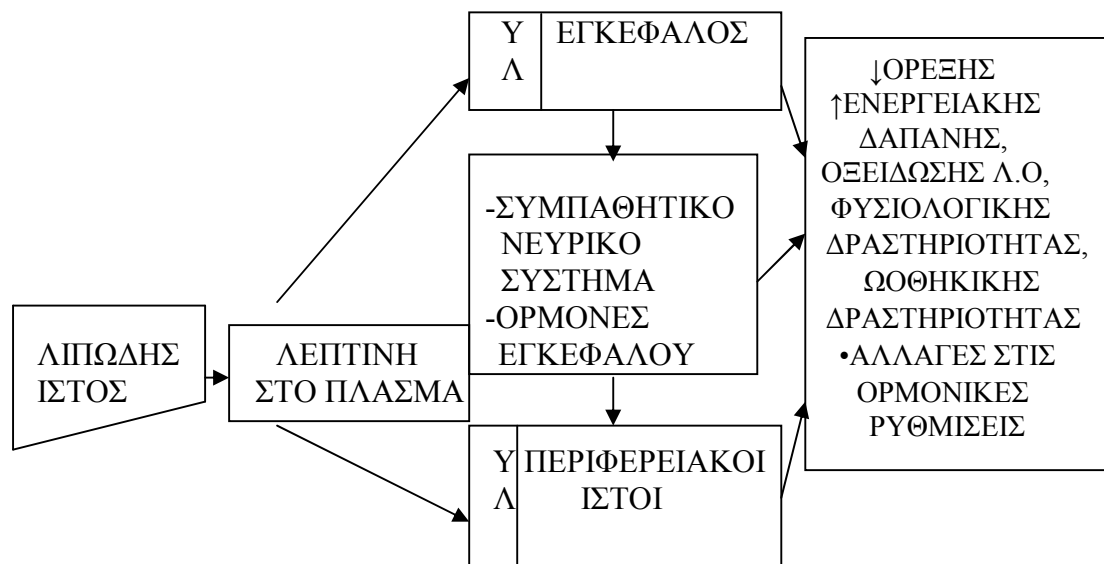 ΛΙΠΩΔΗΣ
ΙΣΤΟΣ
ΛΕΠΤΙΝΗ
ΣΤΟ ΠΛΑΣΜΑ
Υ
Λ
ΕΓΚΕΦΑΛΟΣ
-ΣΥΜΠΑΘΗΤΙΚΟ
ΝΕΥΡΙΚΟ
ΣΥΣΤΗΜΑ
-ΟΡΜΟΝΕΣ
ΕΓΚΕΦΑΛΟΥ
Υ
Λ
ΠΕΡΙΦΕΡΕΙΑΚΟΙ
ΙΣΤΟΙ
↓ΟΡΕΞΗΣ
↑ΕΝΕΡΓΕΙΑΚΗΣ
ΔΑΠΑΝΗΣ,
ΟΞΕΙΔΩΣΗΣ Λ.Ο,
ΦΥΣΙΟΛΟΓΙΚΗΣ
ΔΡΑΣΤΗΡΙΟΤΗΤΑΣ,
ΩΟΘΗΚΙΚΗΣ
ΔΡΑΣΤΗΡΙΟΤΗΤΑΣ
•ΑΛΛΑΓΕΣ ΣΤΙΣ
ΟΡΜΟΝΙΚΕΣ
ΡΥΘΜΙΣΕΙΣ